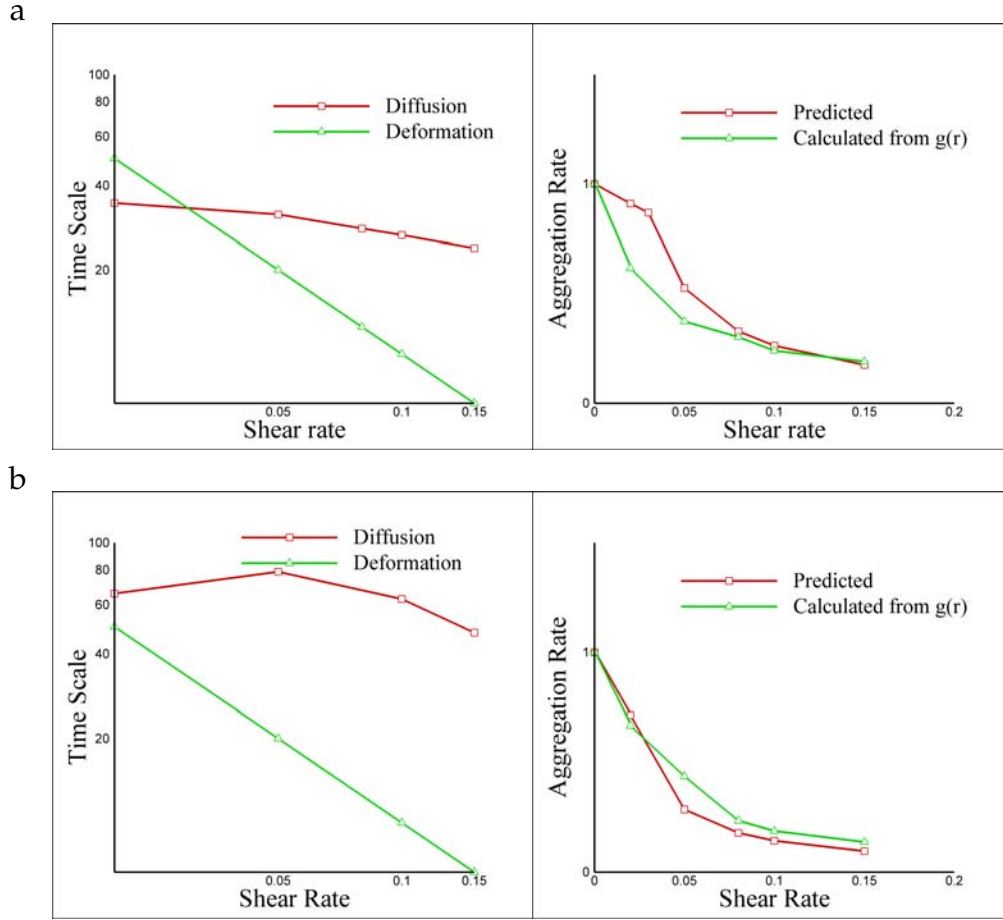 a
100
80
60
40
20
Time Scale
Diffusion
Deformation
0.05
0.1
0.15
Shear rate
Predicted
Calculated from g(r)
Aggregation Rate
1
0
0
0.05
0.1
0.15
0.2
Shear rate
b
100
80
60
40
20
Time Scale
Diffusion
Deformation
0.05
0.1
0.15
Shear Rate
Predicted
Calculated from g(r)
Aggregation Rate
1
0
0
0.05
0.1
0.15
0.2
Shear Rate